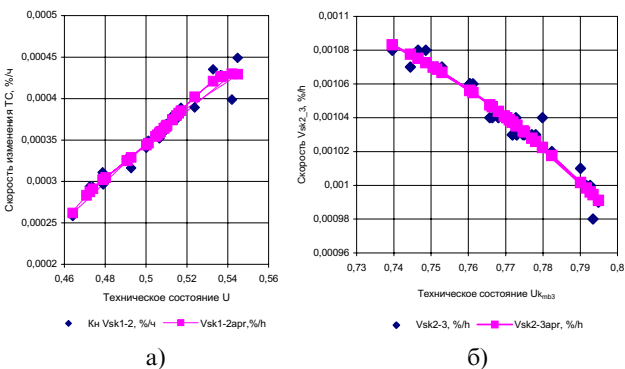 а)
Скорость изменения ТС, %/ч
0,0005
0,00045
0,0004
0,00035
0,0003
0,00025
0,0002
0,46
0,48
0,5
0,52
0,54
0,56
Техническое состояние U
Кн Vsk1-2, %/ч
Vsk1-2apr,%/h
б)
Скорость Vsk2_3, %/h
0,0011
0,00108
0,00106
0,00104
0,00102
0,001
0,00098
0,00096
0,73
0,74
0,75
0,76
0,77
0,78
0,79
0,8
Техническое состояние Ukmb3
Vsk2-3, %/h
Vsk2-3apr, %/h
а)
б)